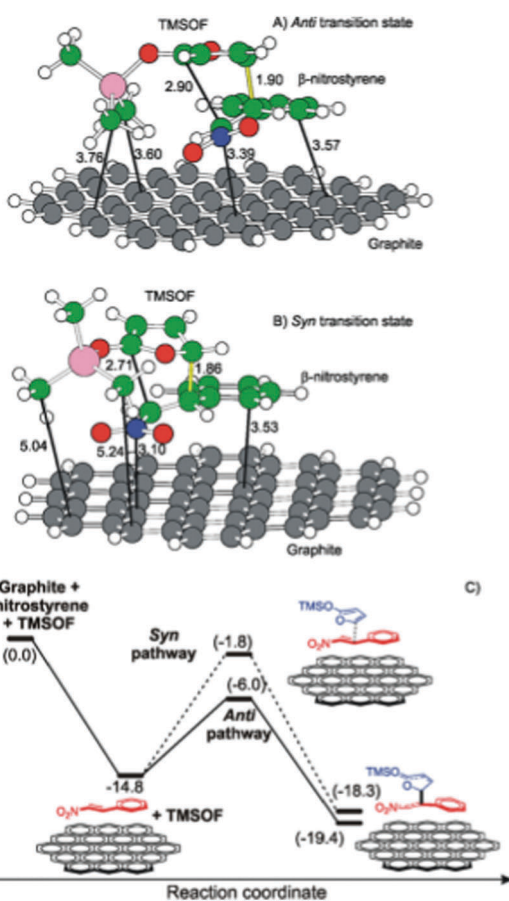 TMSOF
A) Anti transition state
2.90
1.90
β-nitrostyrene
3.76
3.60
3.39
3.57
Graphite
TMSOF
B) Syn transition state
2.71
1.86
β-nitrostyrene
5.04
5.24
3.10
3.53
Graphite
Graphite +
nitrostyrene
+ TMSOF
(0.0)
C)
Syn
pathway
(-1.8)
(-6.0)
Anti
pathway
TMSO
O
O₂N
-14.8
O₂N
+ TMSOF
(-18.3)
(-19.4)
TMSO
O
O₂N
Reaction coordinate